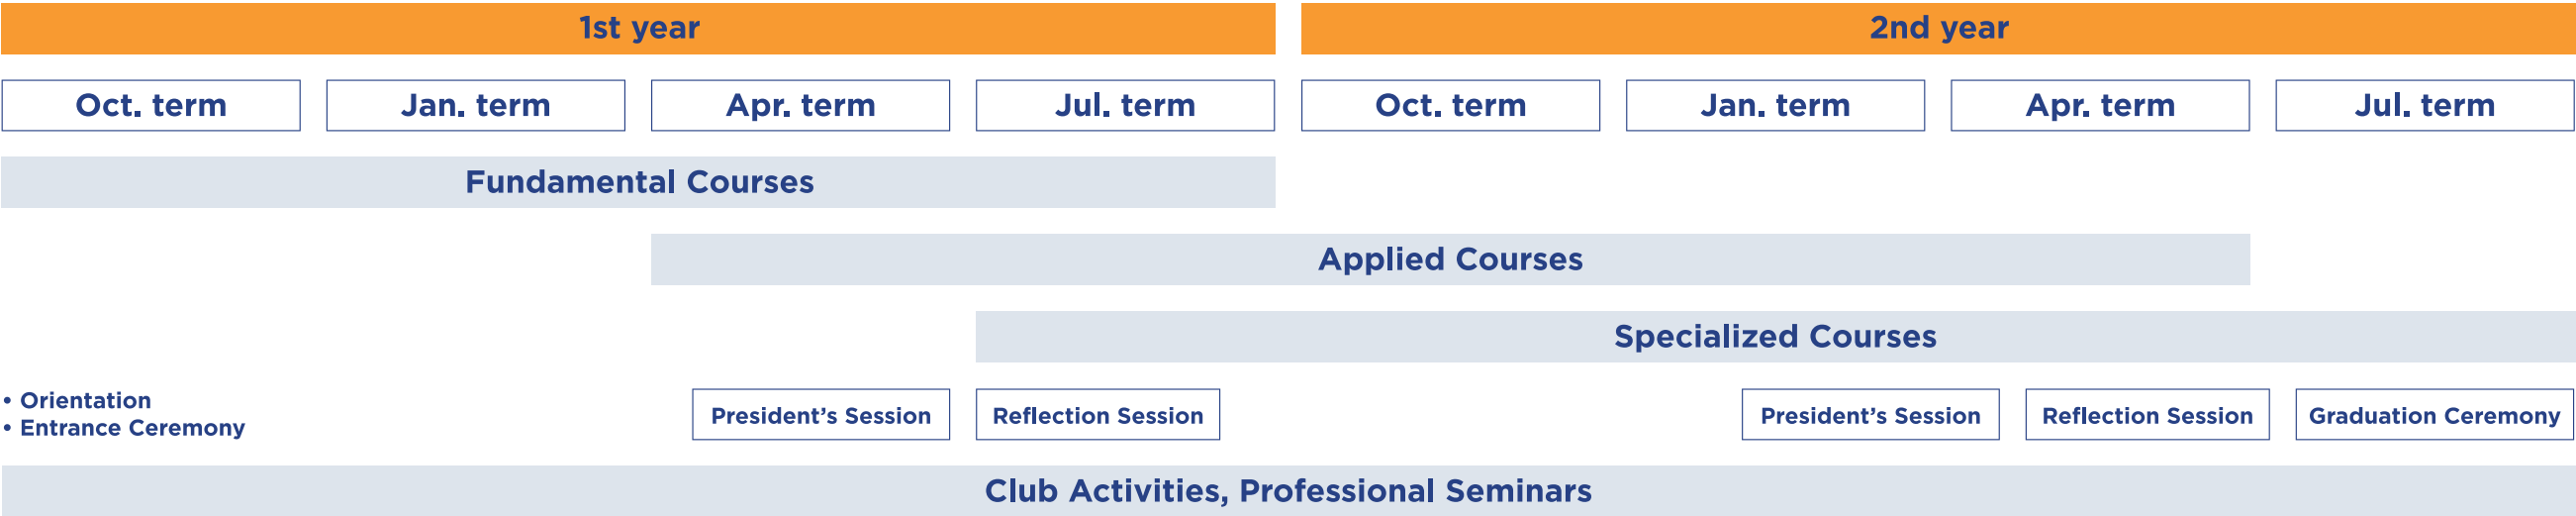 1st year
2nd year
Oct. term
Jan. term
Apr. term
Jul. term
Oct. term
Jan. term
Apr. term
Jul. term
Fundamental Courses
Applied Courses
Specialized Courses
• Orientation
• Entrance Ceremony
President’s Session
Reflection Session
President’s Session
Reflection Session
Graduation Ceremony
Club Activities, Professional Seminars